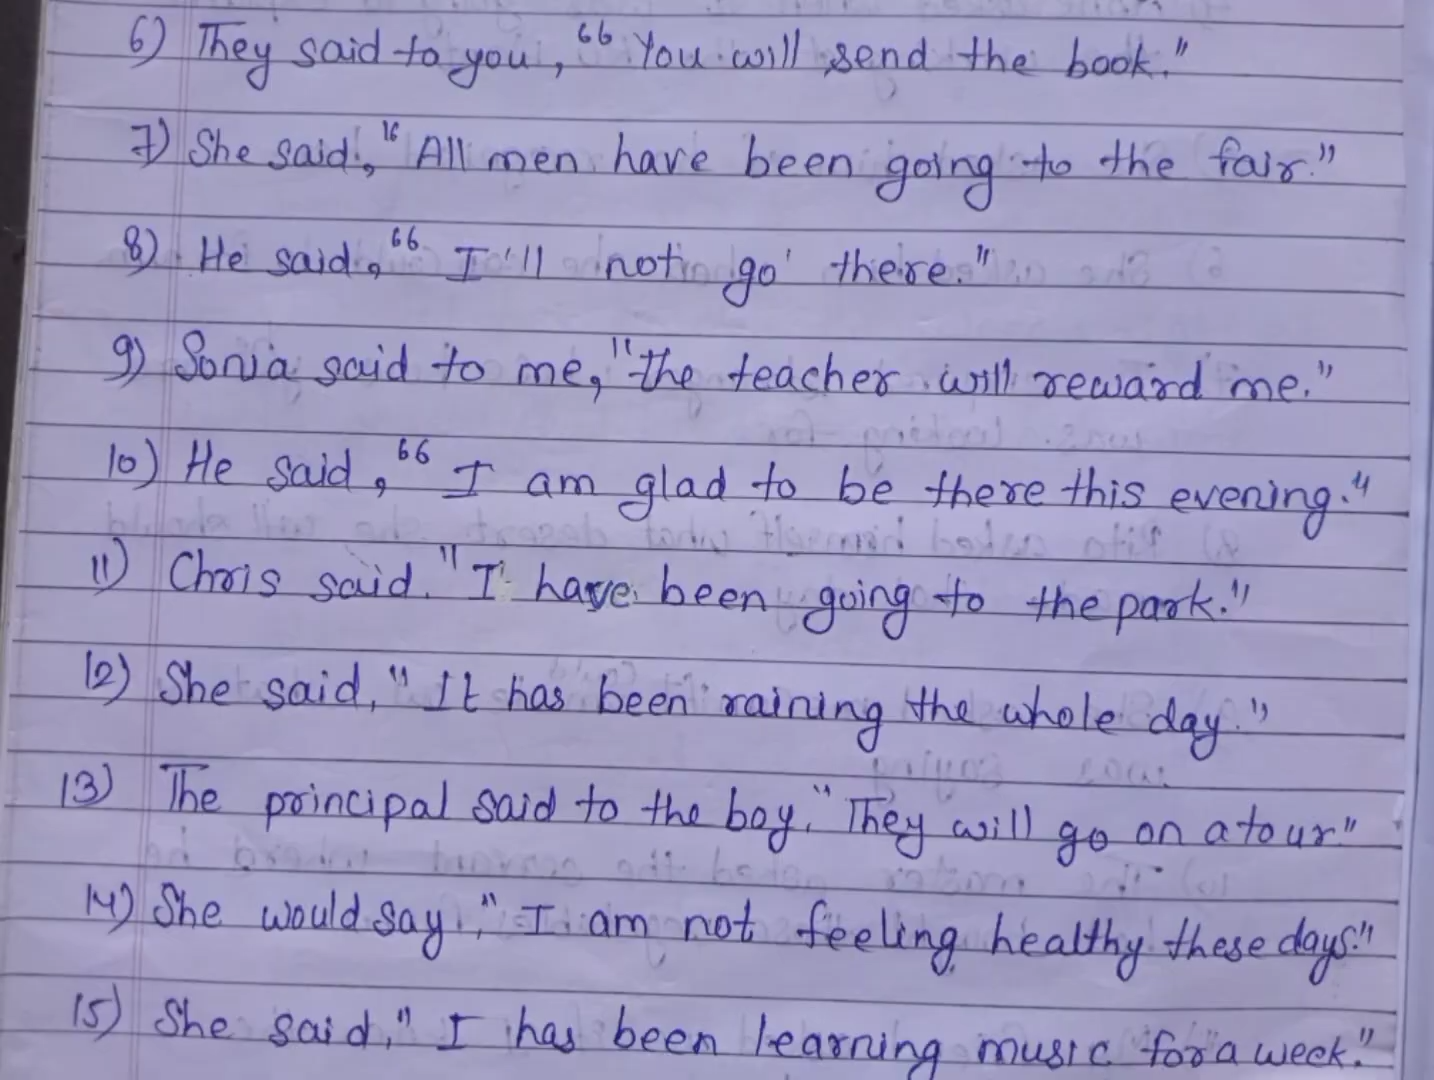 6) They said to you, "You will send the book."
7) She said, "All men have been going to the fair."
8) He said, "I'll not go there."
9) Sonia said to me, "the teacher will reward me."
10) He said, "I am glad to be there this evening."
11) Chris said. "I have been going to the park."
12) She said, "It has been raining the whole day."
13) The principal said to the boy, "They will go on a tour"
14) She would say, "I am not feeling healthy these days."
15) She said, "I has been learning music for a week."